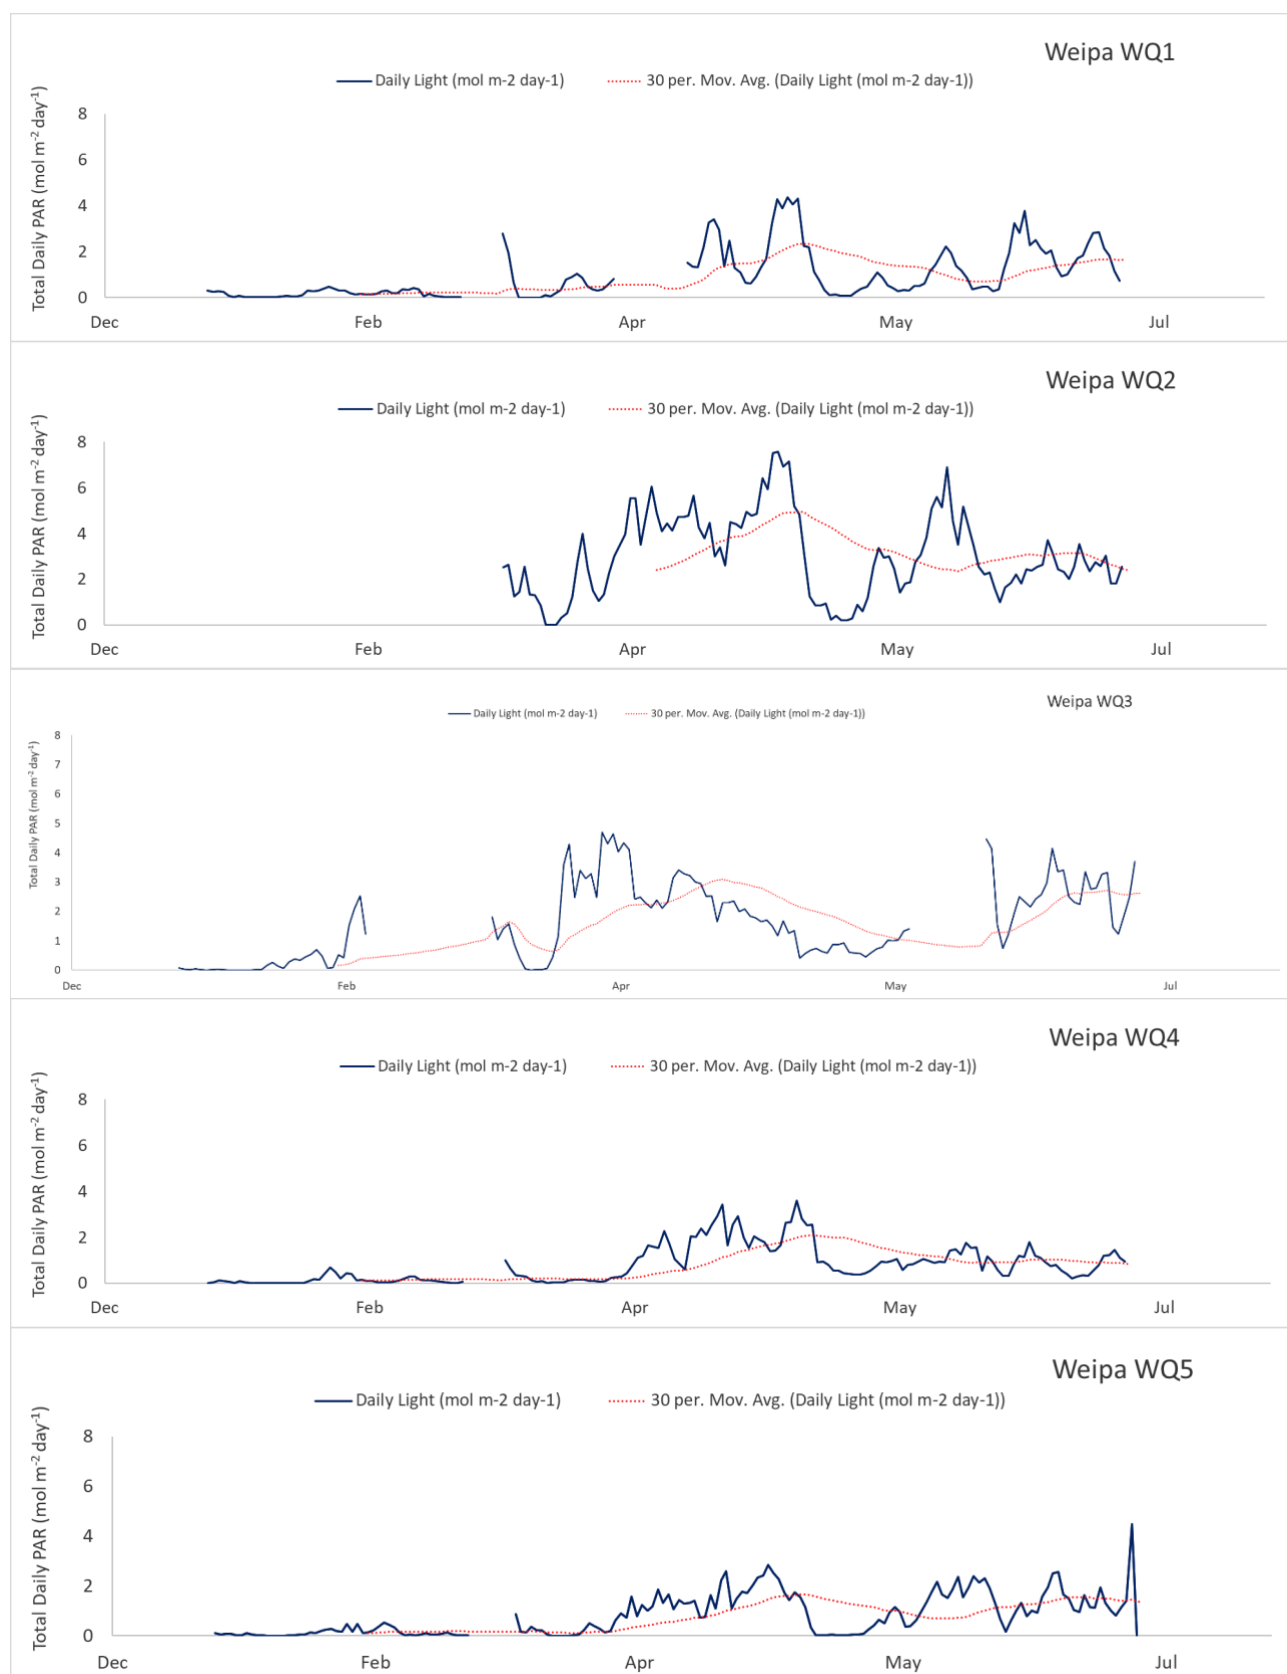 Weipa WQ1
Daily Light (mol m-2 day-1) 30 per. Mov. Avg. (Daily Light (mol m-2 day-1))
Total Daily PAR (mol m⁻² day⁻¹)
8
6
4
2
0
Dec Feb Apr May Jul
Weipa WQ2
Daily Light (mol m-2 day-1) 30 per. Mov. Avg. (Daily Light (mol m-2 day-1))
Total Daily PAR (mol m⁻² day⁻¹)
8
6
4
2
0
Dec Feb Apr May Jul
Weipa WQ3
Daily Light (mol m-2 day-1) 30 per. Mov. Avg. (Daily Light (mol m-2 day-1))
Total Daily PAR (mol m⁻² day⁻¹)
8
7
6
5
4
3
2
1
0
Dec Feb Apr May Jul
Weipa WQ4
Daily Light (mol m-2 day-1) 30 per. Mov. Avg. (Daily Light (mol m-2 day-1))
Total Daily PAR (mol m⁻² day⁻¹)
8
6
4
2
0
Dec Feb Apr May Jul
Weipa WQ5
Daily Light (mol m-2 day-1) 30 per. Mov. Avg. (Daily Light (mol m-2 day-1))
Total Daily PAR (mol m⁻² day⁻¹)
8
6
4
2
0
Dec Feb Apr May Jul